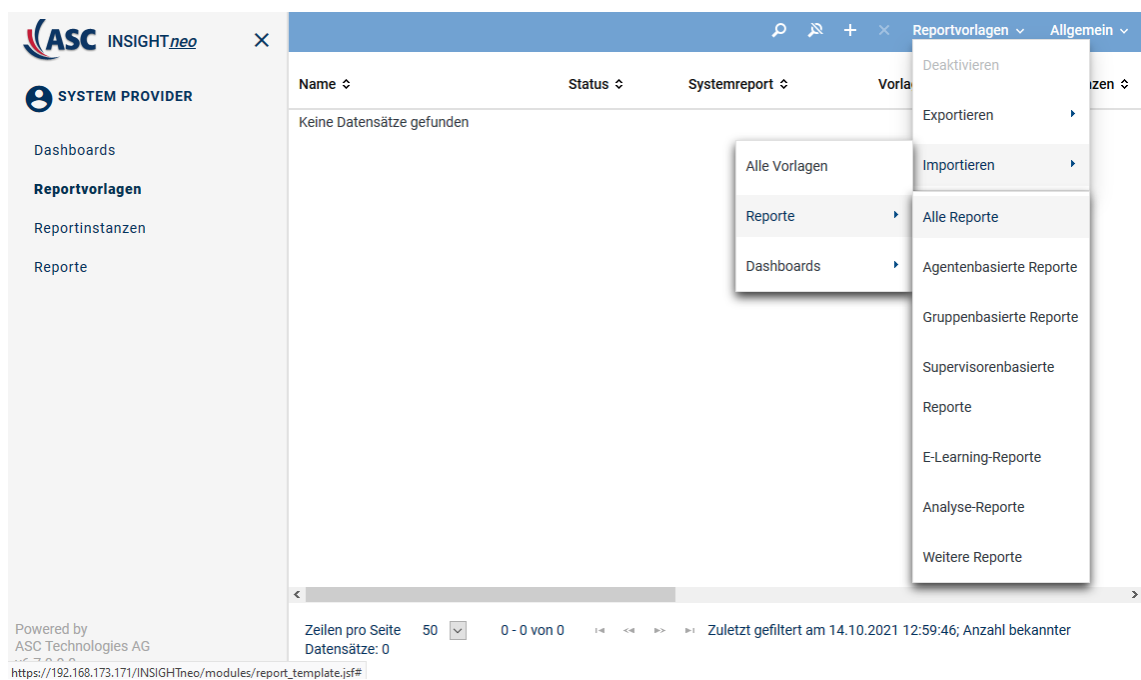 ASC INSIGHTneo
SYSTEM PROVIDER
Dashboards
Reportvorlagen
Reportinstanzen
Reporte
Powered by
ASC Technologies AG
https://192.168.173.171/INSIGHTneo/modules/report_template.jsf#
Reportvorlagen Allgemein
Name Status Systemreport Vorla zen
Keine Datensätze gefunden
Deaktivieren
Exportieren
Importieren
Alle Vorlagen
Reporte
Dashboards
Alle Reporte
Agentenbasierte Reporte
Gruppenbasierte Reporte
Supervisorenbasierte
Reporte
E-Learning-Reporte
Analyse-Reporte
Weitere Reporte
Zeilen pro Seite 50 0 - 0 von 0 Zuletzt gefiltert am 14.10.2021 12:59:46; Anzahl bekannter
Datensätze: 0